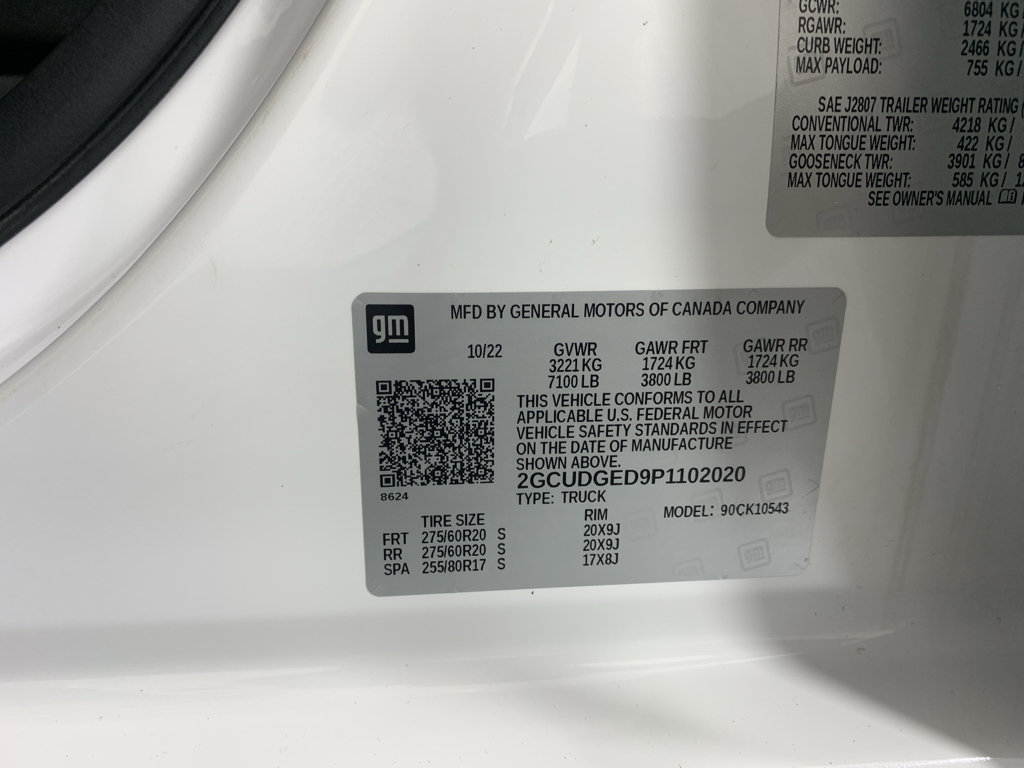 GCWR: 6804 KG
RGAWR: 1724 KG/
CURB WEIGHT: 2466 KG/
MAX PAYLOAD: 755 KG/
SAE J2807 TRAILER WEIGHT RATING
CONVENTIONAL TWR: 4218 KG/
MAX TONGUE WEIGHT: 422 KG/
GOOSENECK TWR: 3901 KG/ 8
MAX TONGUE WEIGHT: 585 KG/ 12
SEE OWNER'S MANUAL
gm
MFD BY GENERAL MOTORS OF CANADA COMPANY
10/22 GVWR GAWR FRT GAWR RR
3221 KG 1724 KG 1724 KG
7100 LB 3800 LB 3800 LB
THIS VEHICLE CONFORMS TO ALL
APPLICABLE U.S. FEDERAL MOTOR
VEHICLE SAFETY STANDARDS IN EFFECT
ON THE DATE OF MANUFACTURE
SHOWN ABOVE.
2GCUDGED9P1102020
8624
TYPE: TRUCK
MODEL: 90CK10543
TIRE SIZE RIM
FRT 275/60R20 S 20X9J
RR 275/60R20 S 20X9J
SPA 255/80R17 S 17X8J